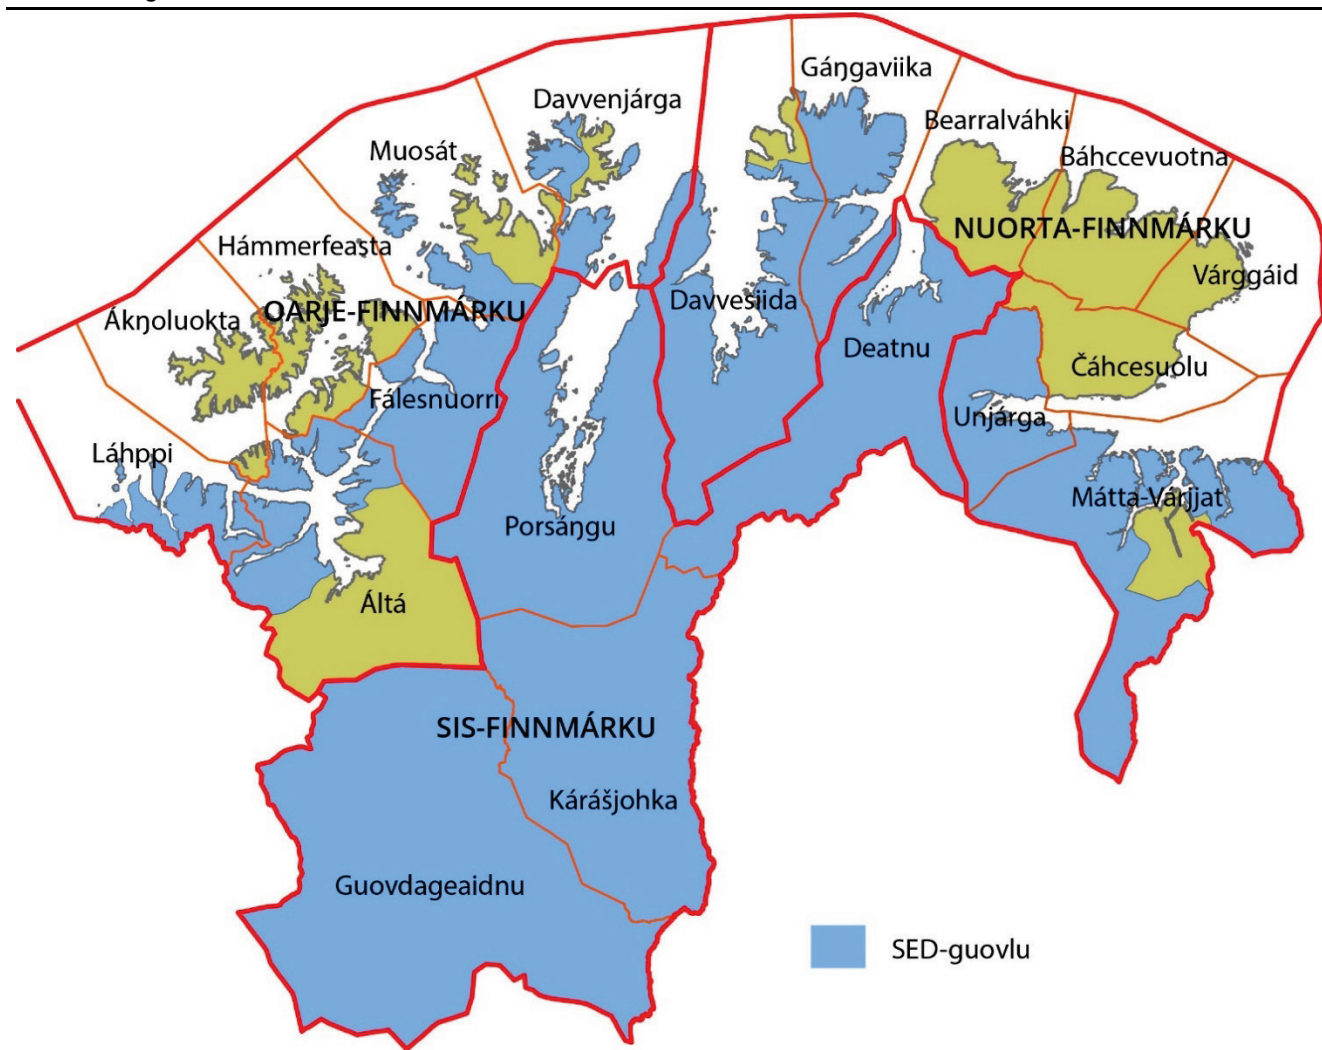 Gáŋgaviika
Davvenjárga
Bearralváhki
Muosát
Báhccevuotna
Hámmerfeasta
NUORTA-FINNMÁRKU
Várggáid
Ákŋoluokta
OARJE-FINNMÁRKU
Davvesiida
Deatnu
Čáhcesuolu
Fálesnuorri
Unjárga
Láhppi
Mátta-Várjjat
Porsáŋgu
Áltá
SIS-FINNMÁRKU
Kárášjohka
Guovdageaidnu
SED-guovlu